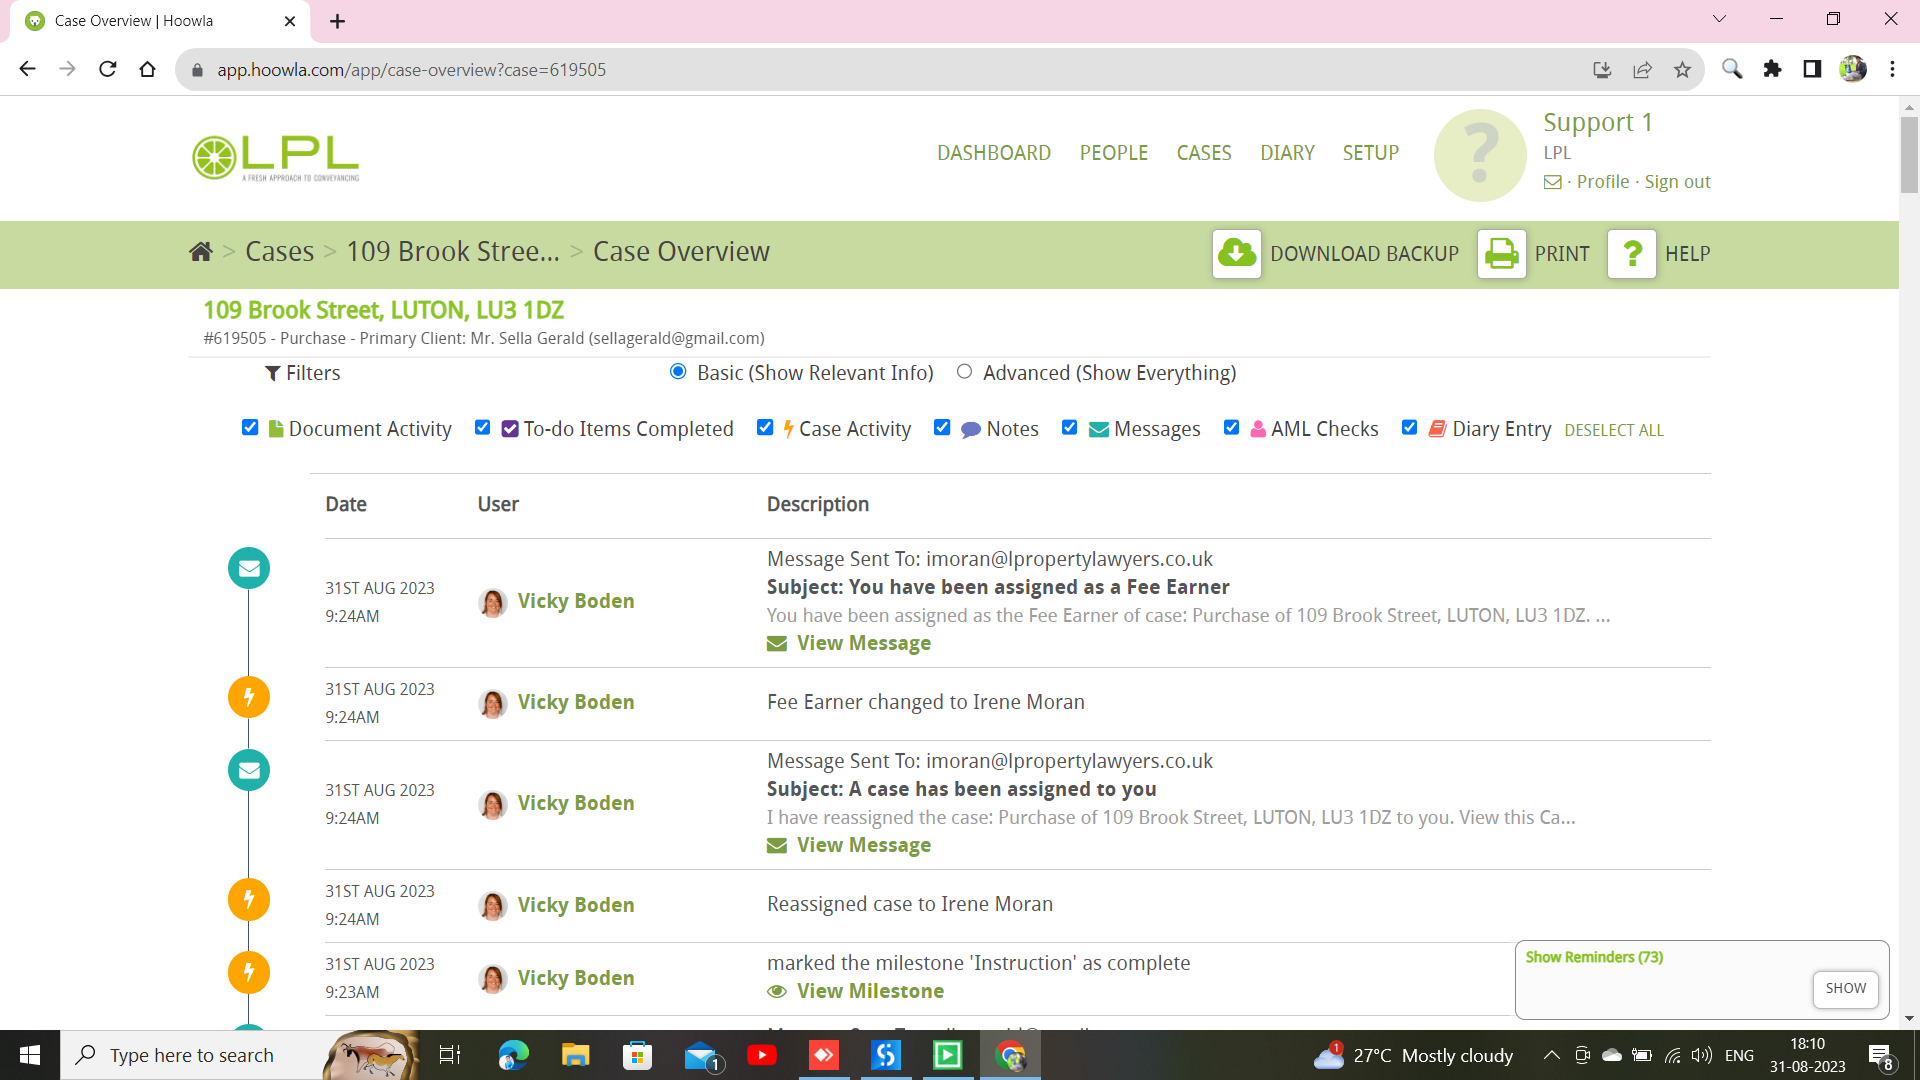 Case Overview | Hoowla
app.hoowla.com/app/case-overview?case=619505
LPL
A FRESH APPROACH TO CONVEYANCING
DASHBOARD PEOPLE CASES DIARY SETUP
?
Support 1
LPL
· Profile · Sign out
> Cases > 109 Brook Stree... > Case Overview
DOWNLOAD BACKUP PRINT ? HELP
109 Brook Street, LUTON, LU3 1DZ
#619505 - Purchase - Primary Client: Mr. Sella Gerald (sellagerald@gmail.com)
Filters Basic (Show Relevant Info) Advanced (Show Everything)
Document Activity To-do Items Completed Case Activity Notes Messages AML Checks Diary Entry DESELECT ALL
Date User Description
31ST AUG 2023
9:24AM
Vicky Boden
Message Sent To: imoran@lpropertylawyers.co.uk
Subject: You have been assigned as a Fee Earner
You have been assigned as the Fee Earner of case: Purchase of 109 Brook Street, LUTON, LU3 1DZ. ...
View Message
31ST AUG 2023
9:24AM
Vicky Boden
Fee Earner changed to Irene Moran
31ST AUG 2023
9:24AM
Vicky Boden
Message Sent To: imoran@lpropertylawyers.co.uk
Subject: A case has been assigned to you
I have reassigned the case: Purchase of 109 Brook Street, LUTON, LU3 1DZ to you. View this Ca...
View Message
31ST AUG 2023
9:24AM
Vicky Boden
Reassigned case to Irene Moran
31ST AUG 2023
9:23AM
Vicky Boden
marked the milestone 'Instruction' as complete
View Milestone
Show Reminders (73)
SHOW
Type here to search
1
1
27°C Mostly cloudy
ENG
18:10
31-08-2023
8